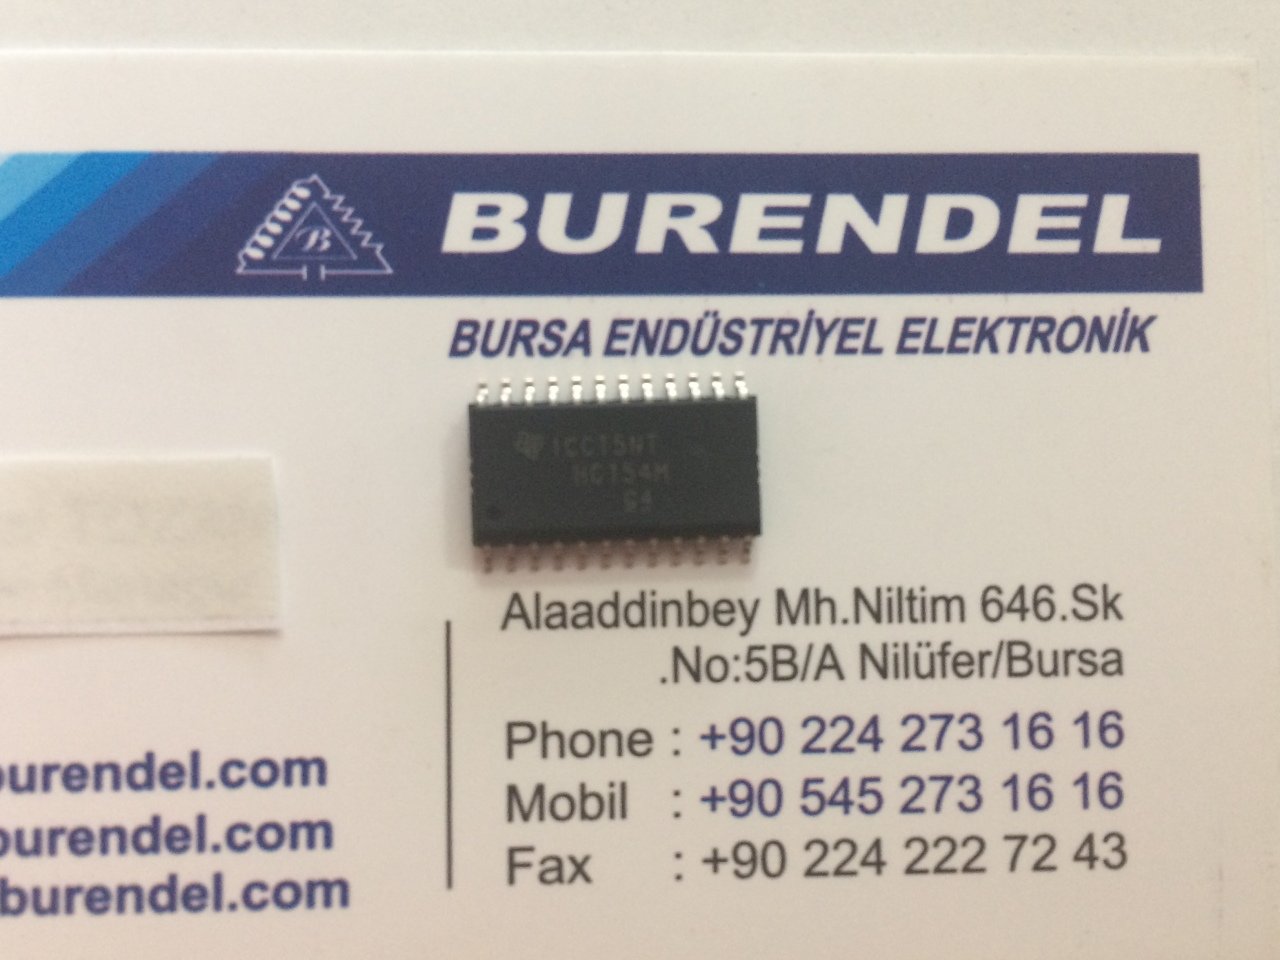 B
BURENDEL
BURSA ENDÜSTRİYEL ELEKTRONİK
HC154M
Alaaddinbey Mh.Niltim 646.Sk
.No:5B/A Nilüfer/Bursa
Phone : +90 224 273 16 16
Mobil : +90 545 273 16 16
Fax : +90 224 222 72 43
burendel.com
burendel.com
burendel.com